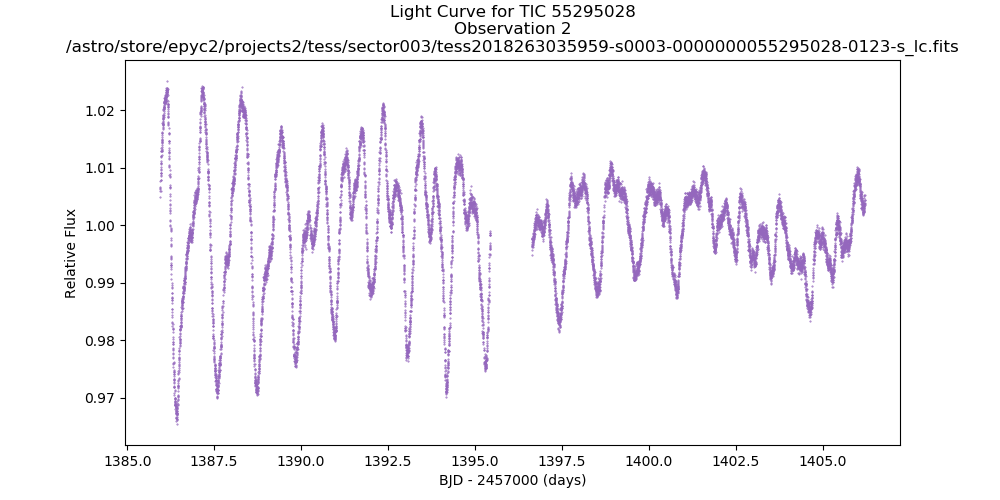 Light Curve for TIC 55295028
Observation 2
/astro/store/epyc2/projects2/tess/sector003/tess2018263035959-s0003-0000000055295028-0123-s_lc.fits
Relative Flux
1.02
1.01
1.00
0.99
0.98
0.97
1385.0 1387.5 1390.0 1392.5 1395.0 1397.5 1400.0 1402.5 1405.0
BJD - 2457000 (days)